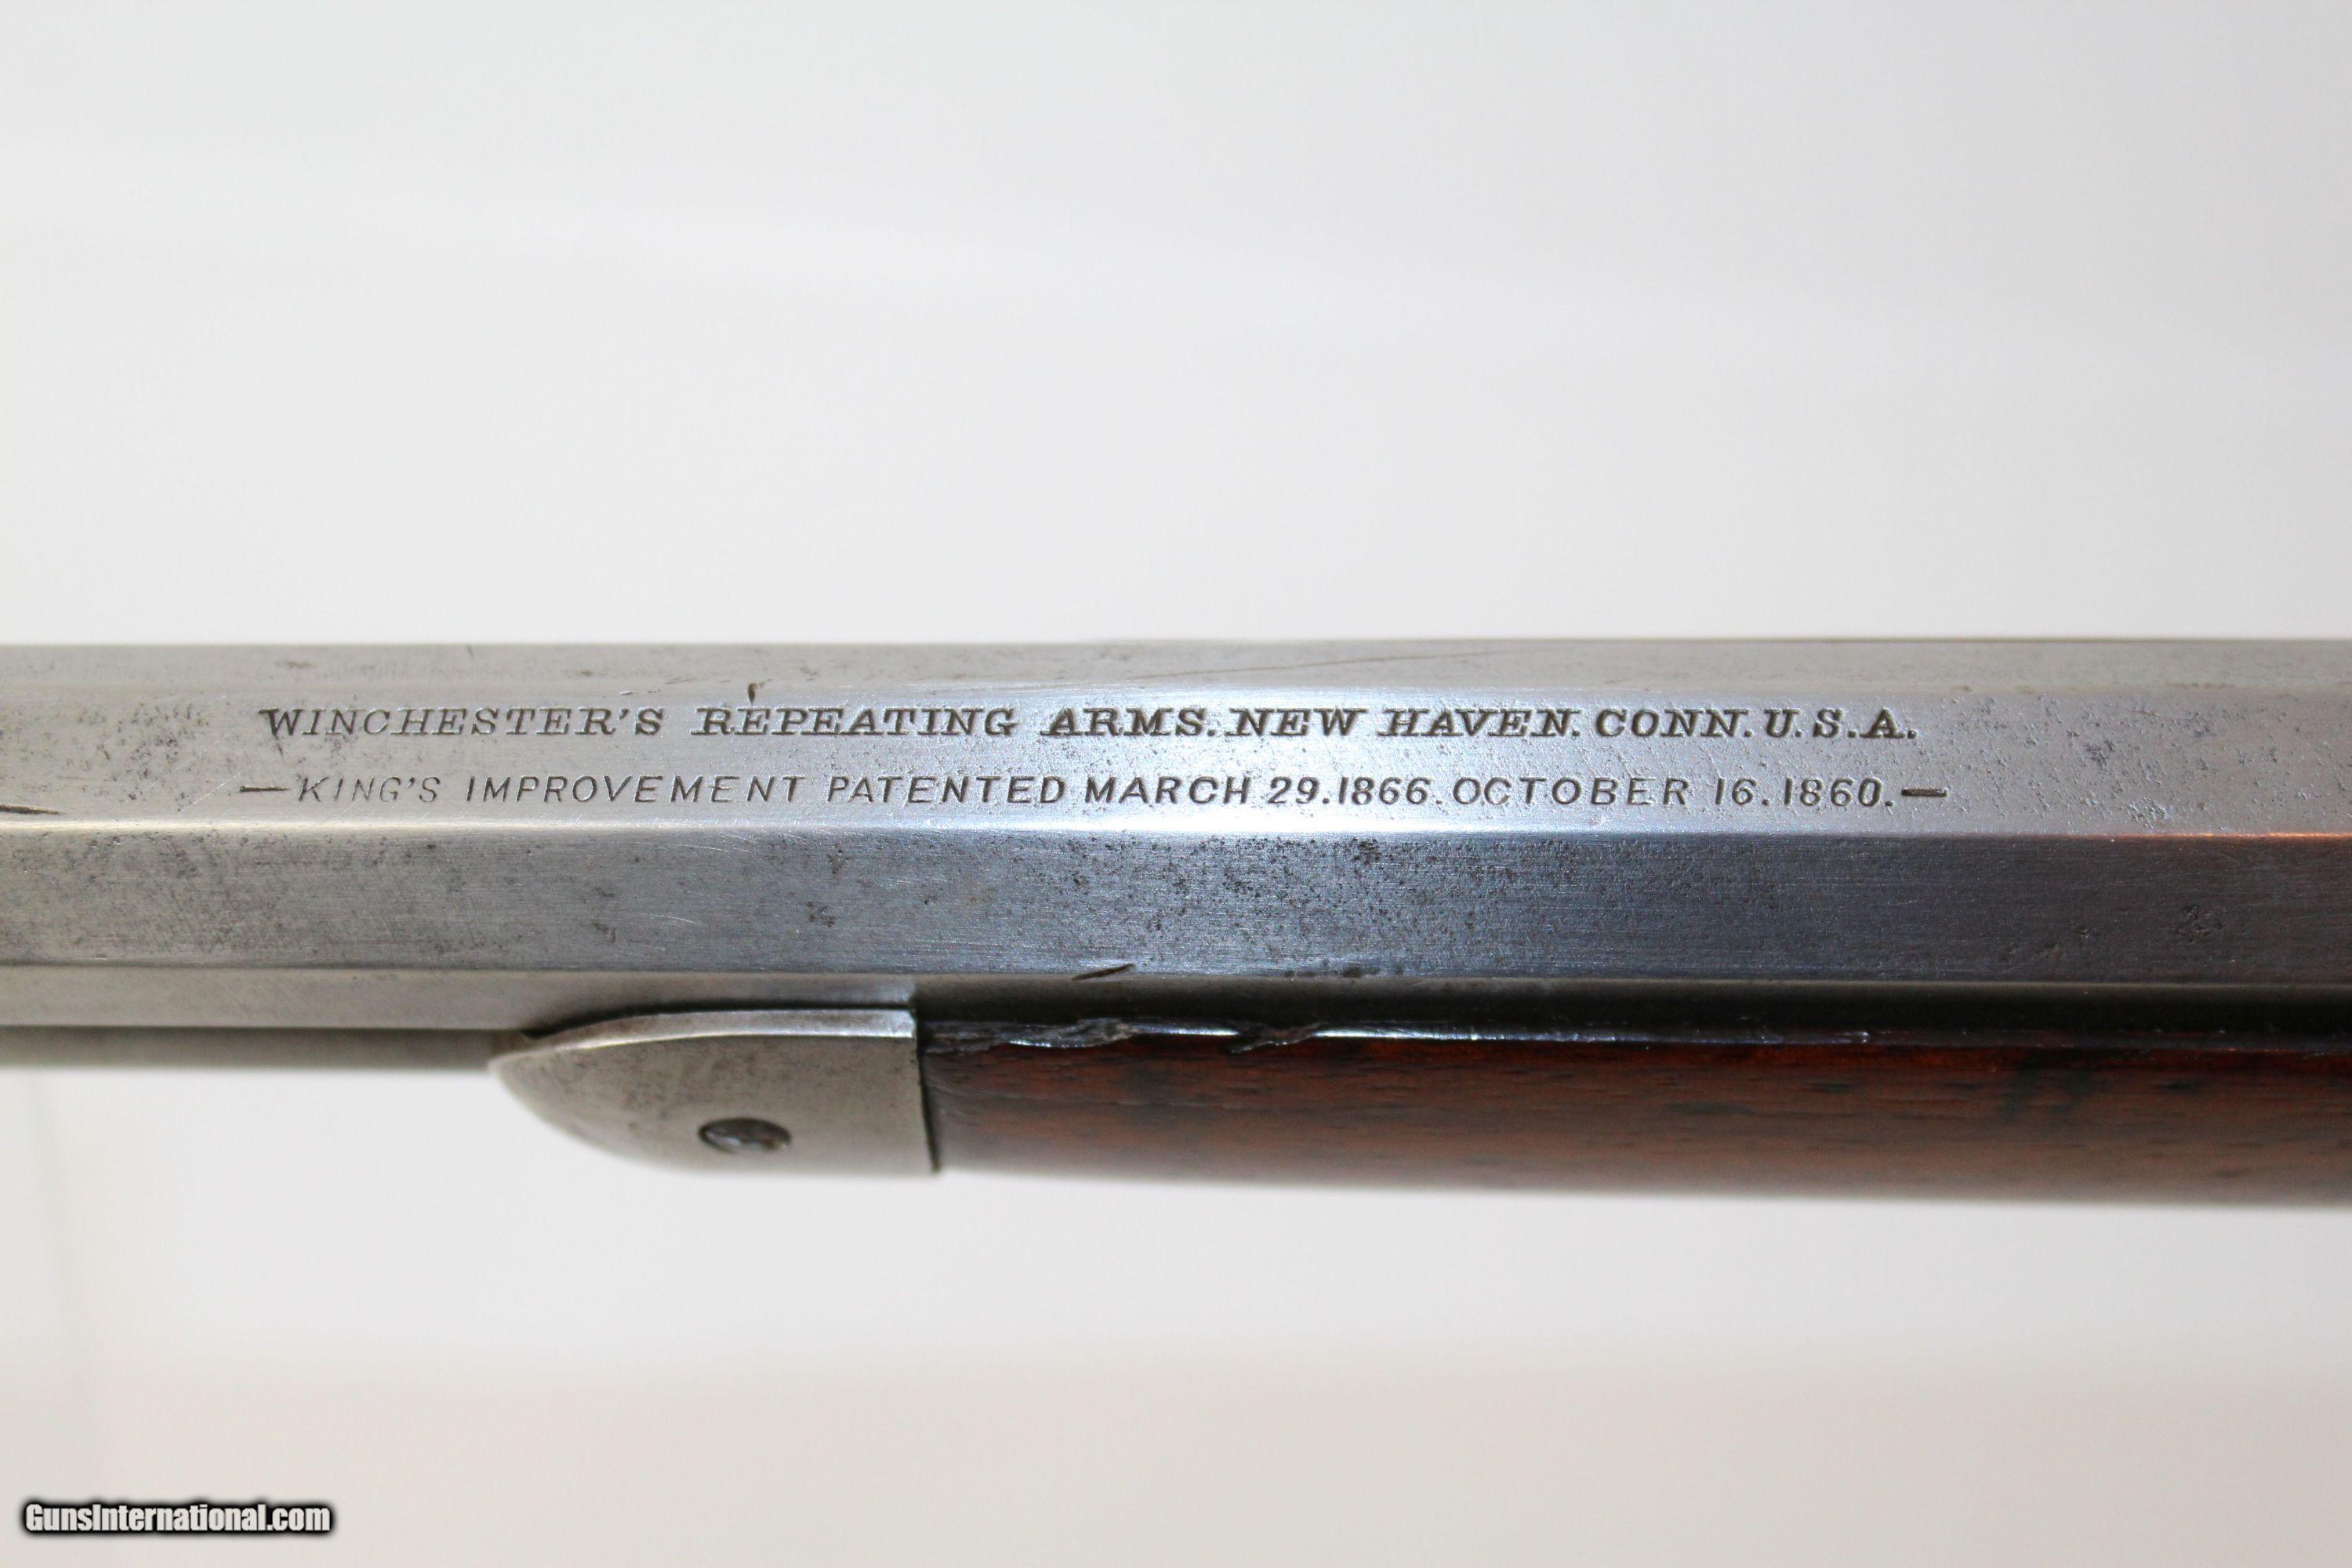 WINCHESTER'S REPEATING ARMS. NEW HAVEN. CONN. U.S.A.
—KING'S IMPROVEMENT PATENTED MARCH 29. 1866. OCTOBER 16. 1860.—
GunsInternational.com